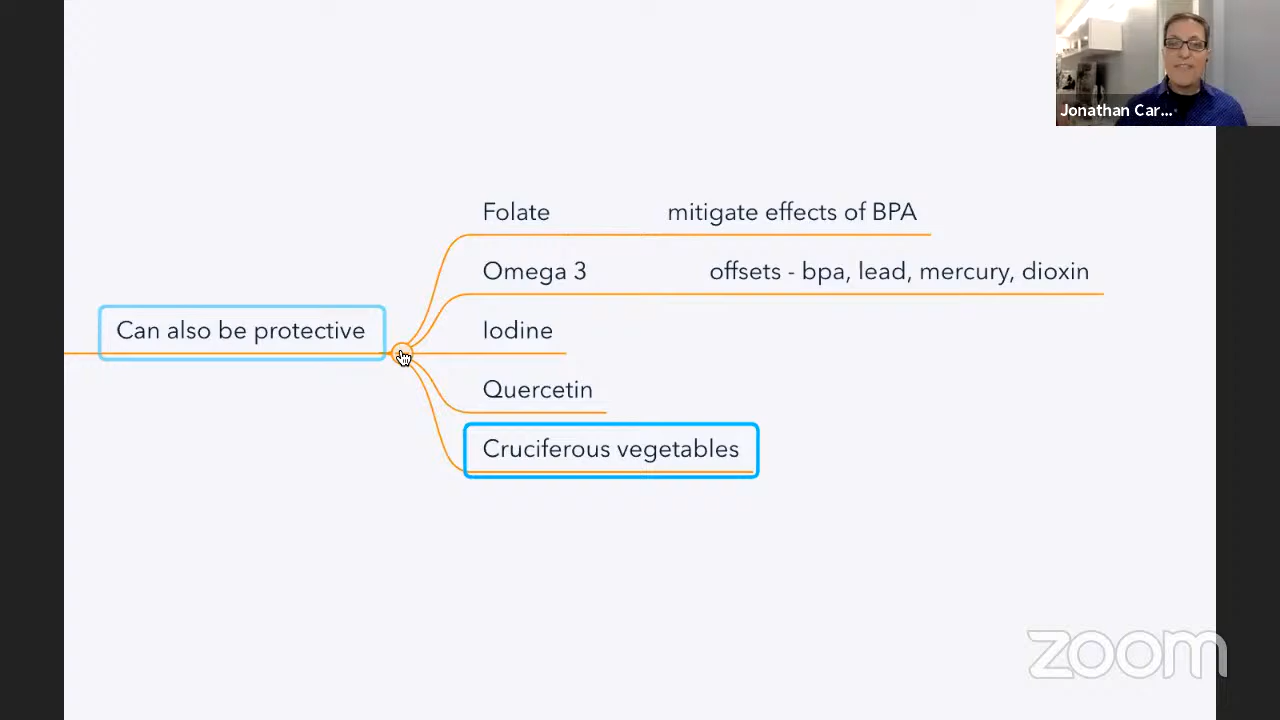 Jonathan Car...
Folate mitigate effects of BPA
Omega 3 offsets - bpa, lead, mercury, dioxin
Can also be protective
Iodine
Quercetin
Cruciferous vegetables
zoom